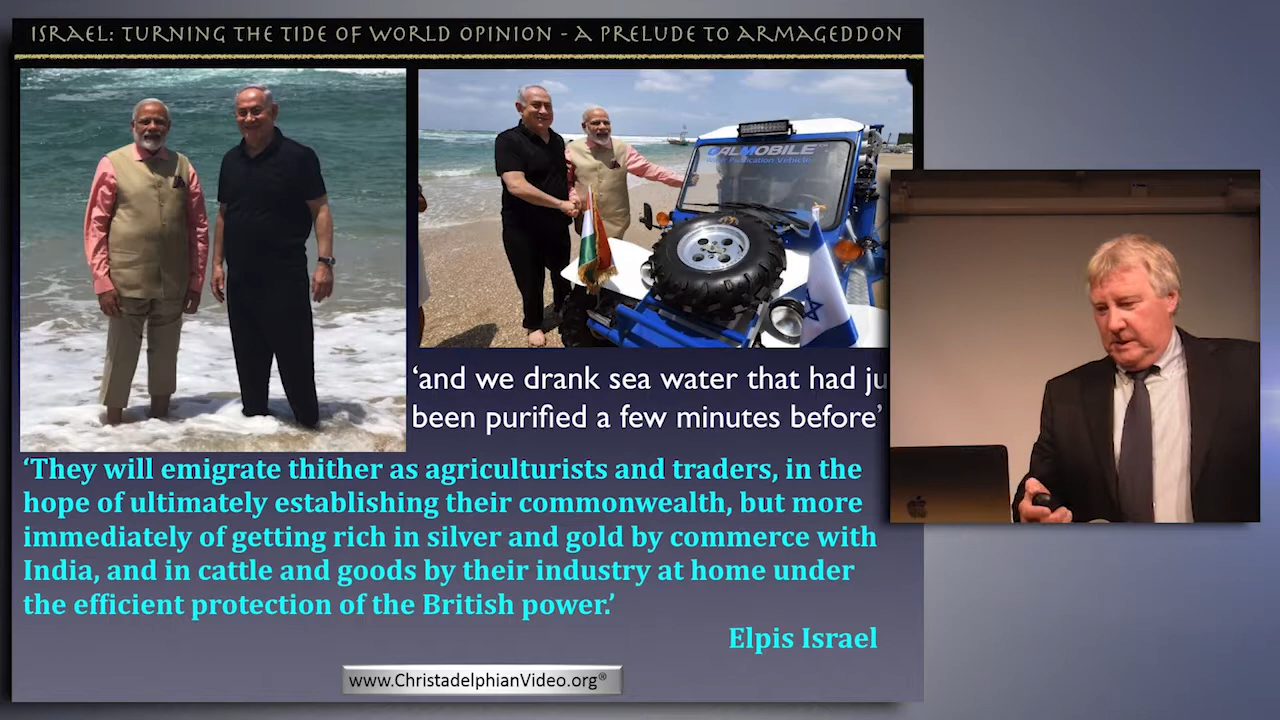 ISRAEL: TURNING THE TIDE OF WORLD OPINION - A PRELUDE TO ARMAGEDDON
GALMOBILE
Water Purification Vehicle
'and we drank sea water that had ju
been purified a few minutes before'
'They will emigrate thither as agriculturists and traders, in the
hope of ultimately establishing their commonwealth, but more
immediately of getting rich in silver and gold by commerce with
India, and in cattle and goods by their industry at home under
the efficient protection of the British power.'
Elpis Israel
www.ChristadelphianVideo.org®